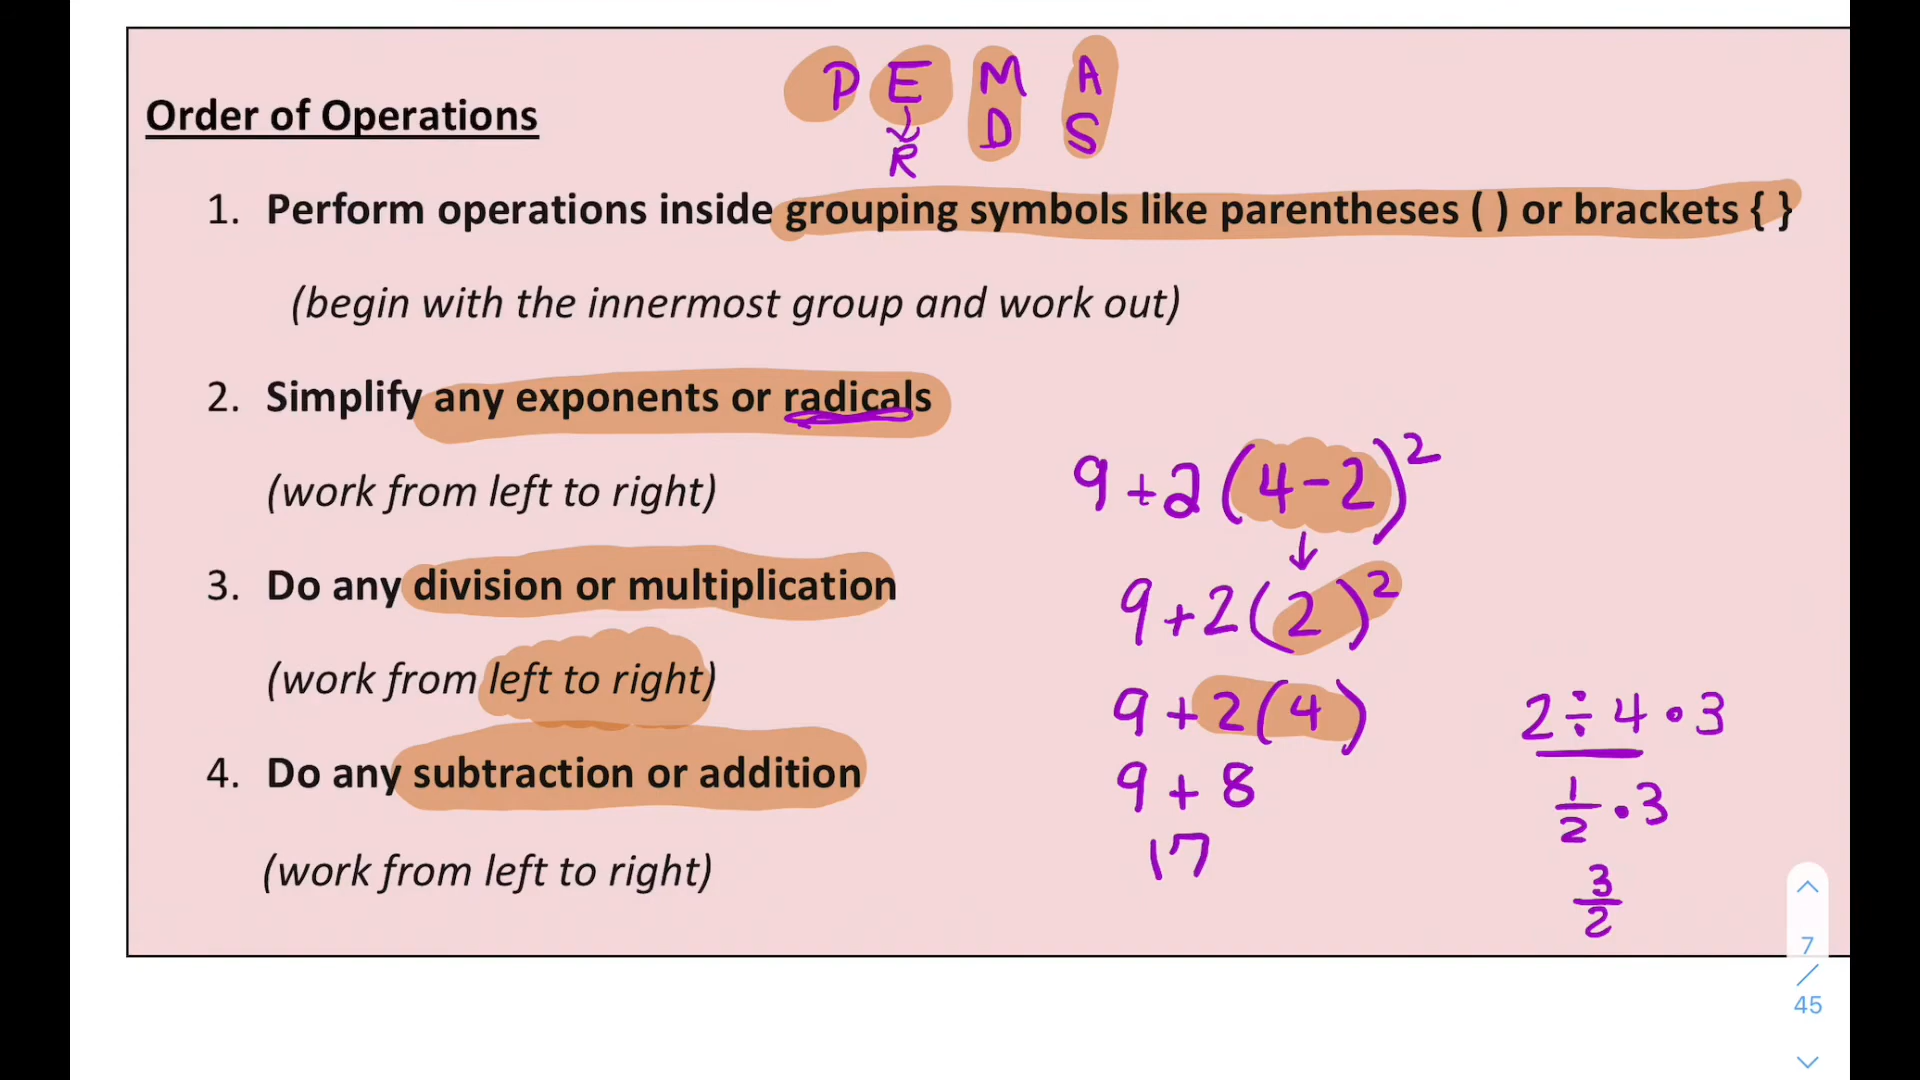 P E M A
R D S
Order of Operations
1. Perform operations inside grouping symbols like parentheses ( ) or brackets { }
(begin with the innermost group and work out)
2. Simplify any exponents or radicals
(work from left to right)
3. Do any division or multiplication
(work from left to right)
4. Do any subtraction or addition
(work from left to right)
9 + 2 (4 - 2)²
↓
9 + 2 (2)²
9 + 2 (4)
9 + 8
17
2 ÷ 4 • 3
1/2 • 3
3/2
7
/
45